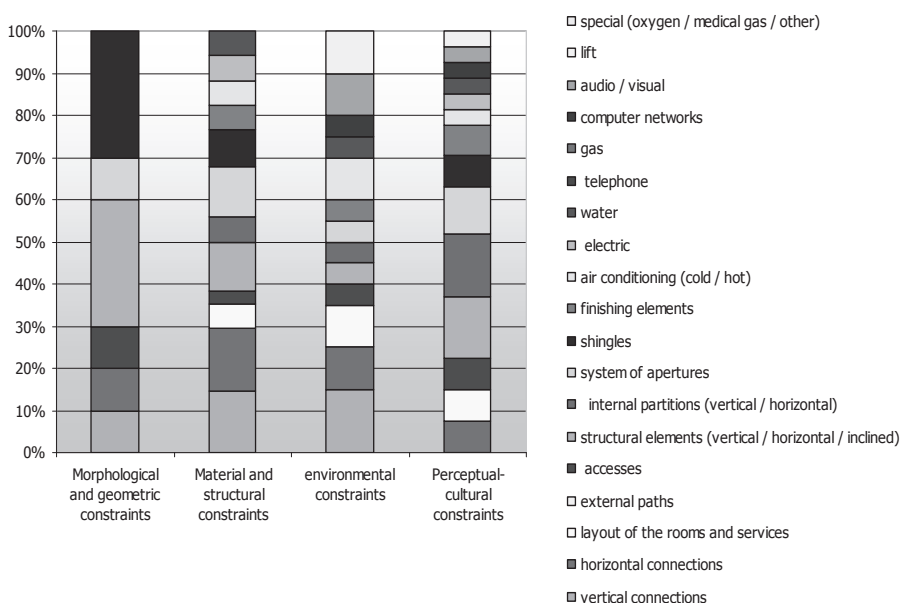 100%
90%
80%
70%
60%
50%
40%
30%
20%
10%
0%
Morphological
and geometric
constraints
Material and
structural
constraints
environmental
constraints
Perceptual-
cultural
constraints
special (oxygen / medical gas / other)
lift
audio / visual
computer networks
gas
telephone
water
electric
air conditioning (cold / hot)
finishing elements
shingles
system of apertures
internal partitions (vertical / horizontal)
structural elements (vertical / horizontal / inclined)
accesses
external paths
layout of the rooms and services
horizontal connections
vertical connections